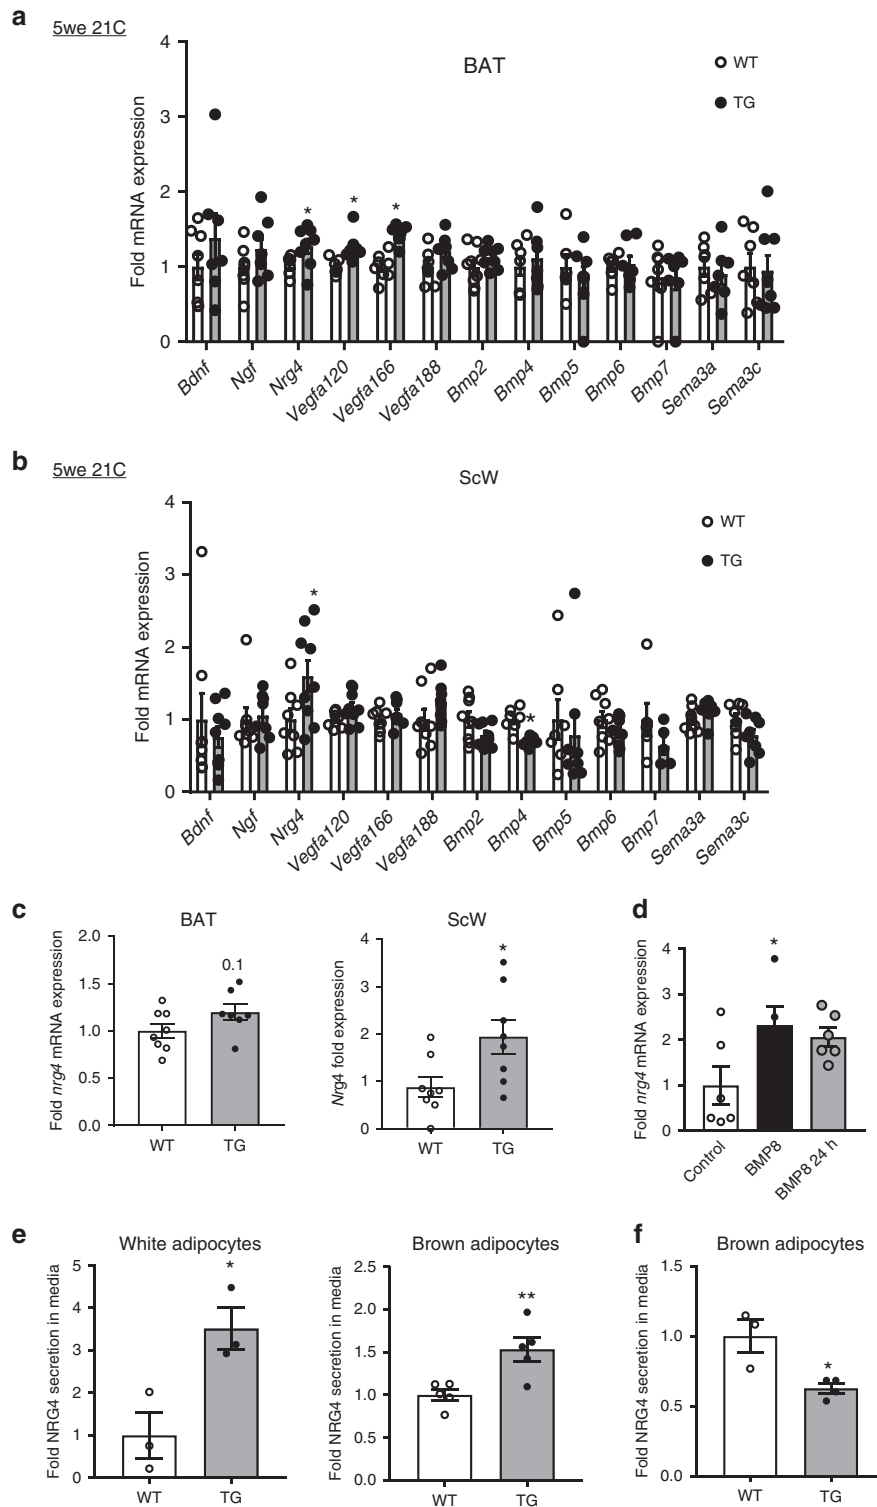 a
5we 21C
BAT
WT
TG
Fold mRNA expression
4
3
2
1
0
*
*
*
Bdnf
Ngf
Nrg4
Vegfa120
Vegfa166
Vegfa188
Bmp2
Bmp4
Bmp5
Bmp6
Bmp7
Sema3a
Sema3c
b
5we 21C
ScW
WT
TG
Fold mRNA expression
4
3
2
1
0
*
*
Bdnf
Ngf
Nrg4
Vegfa120
Vegfa166
Vegfa188
Bmp2
Bmp4
Bmp5
Bmp6
Bmp7
Sema3a
Sema3c
c
BAT
Fold nrg4 mRNA expression
2.0
1.5
1.0
0.5
0.0
0.1
WT
TG
ScW
Nrg4 fold expression
4
3
2
1
0
*
WT
TG
d
Fold nrg4 mRNA expression
4
3
2
1
0
*
Control
BMP8
BMP8 24 h
e
White adipocytes
Fold NRG4 secretion in media
5
4
3
2
1
0
*
WT
TG
Brown adipocytes
Fold NRG4 secretion in media
2.5
2.0
1.5
1.0
0.5
0.0
**
WT
TG
f
Brown adipocytes
Fold NRG4 secretion in media
1.5
1.0
0.5
0.0
*
WT
TG